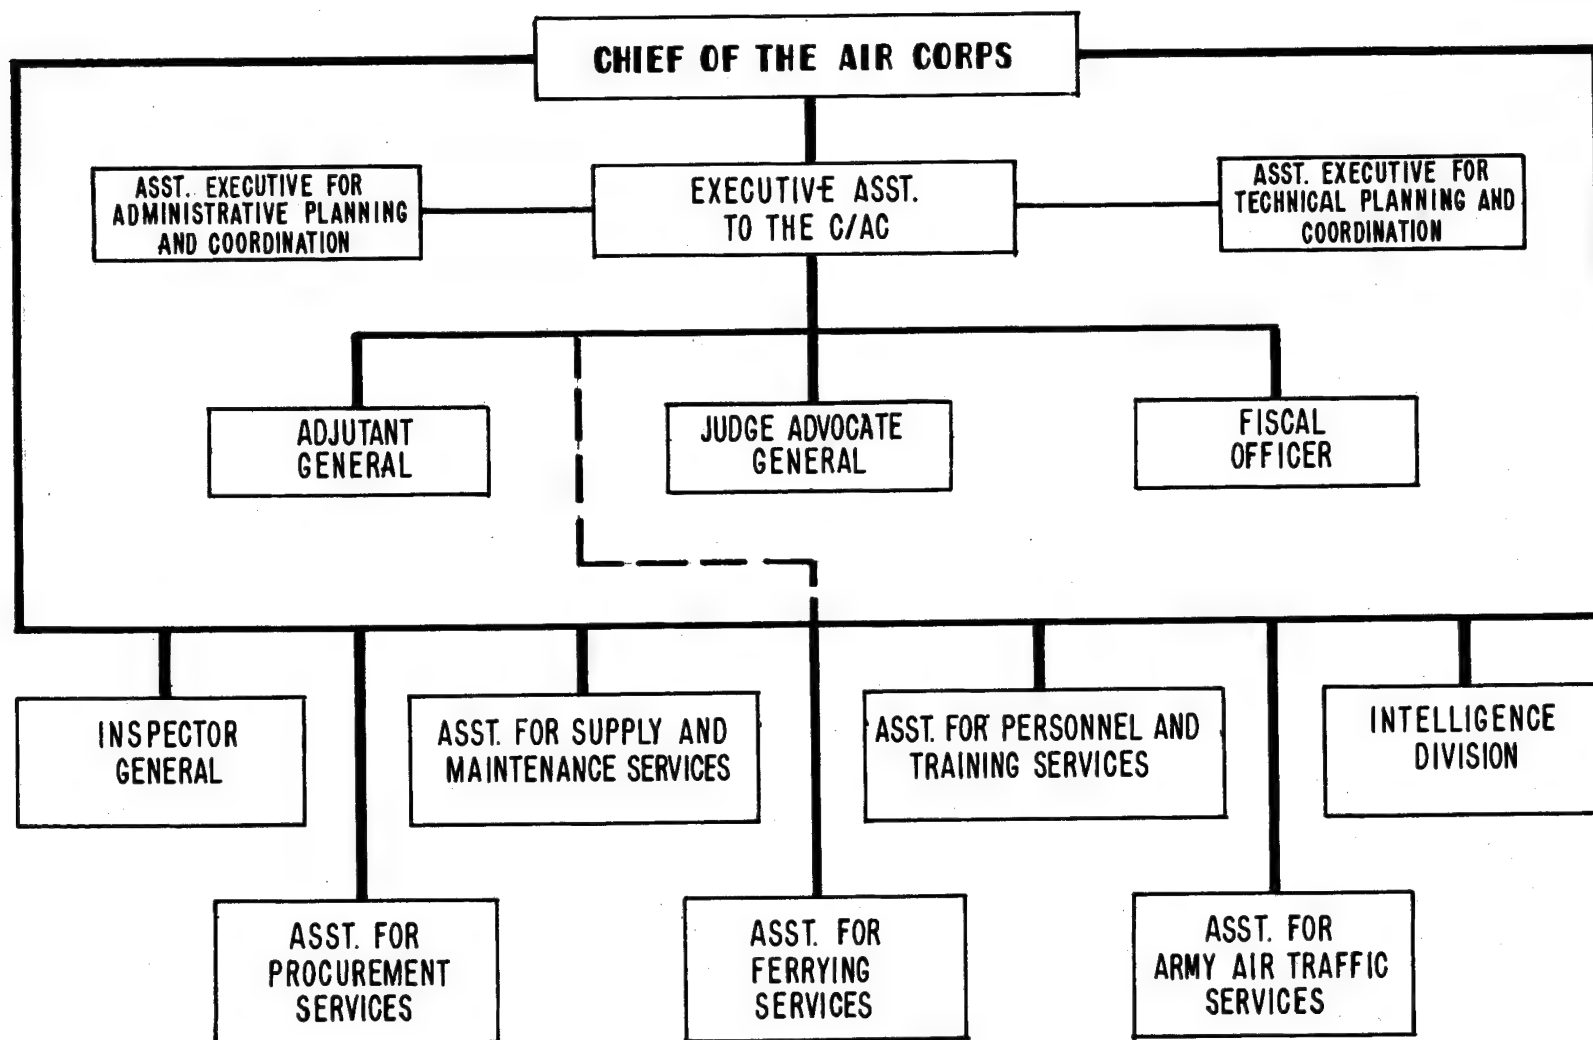 CHIEF OF THE AIR CORPS
ASST. EXECUTIVE FOR
ADMINISTRATIVE PLANNING
AND COORDINATION
EXECUTIVE ASST.
TO THE C/AC
ASST. EXECUTIVE FOR
TECHNICAL PLANNING AND
COORDINATION
ADJUTANT
GENERAL
JUDGE ADVOCATE
GENERAL
FISCAL
OFFICER
INSPECTOR
GENERAL
ASST. FOR SUPPLY AND
MAINTENANCE SERVICES
ASST. FOR PERSONNEL AND
TRAINING SERVICES
INTELLIGENCE
DIVISION
ASST. FOR
PROCUREMENT
SERVICES
ASST. FOR
FERRYING
SERVICES
ASST. FOR
ARMY AIR TRAFFIC
SERVICES